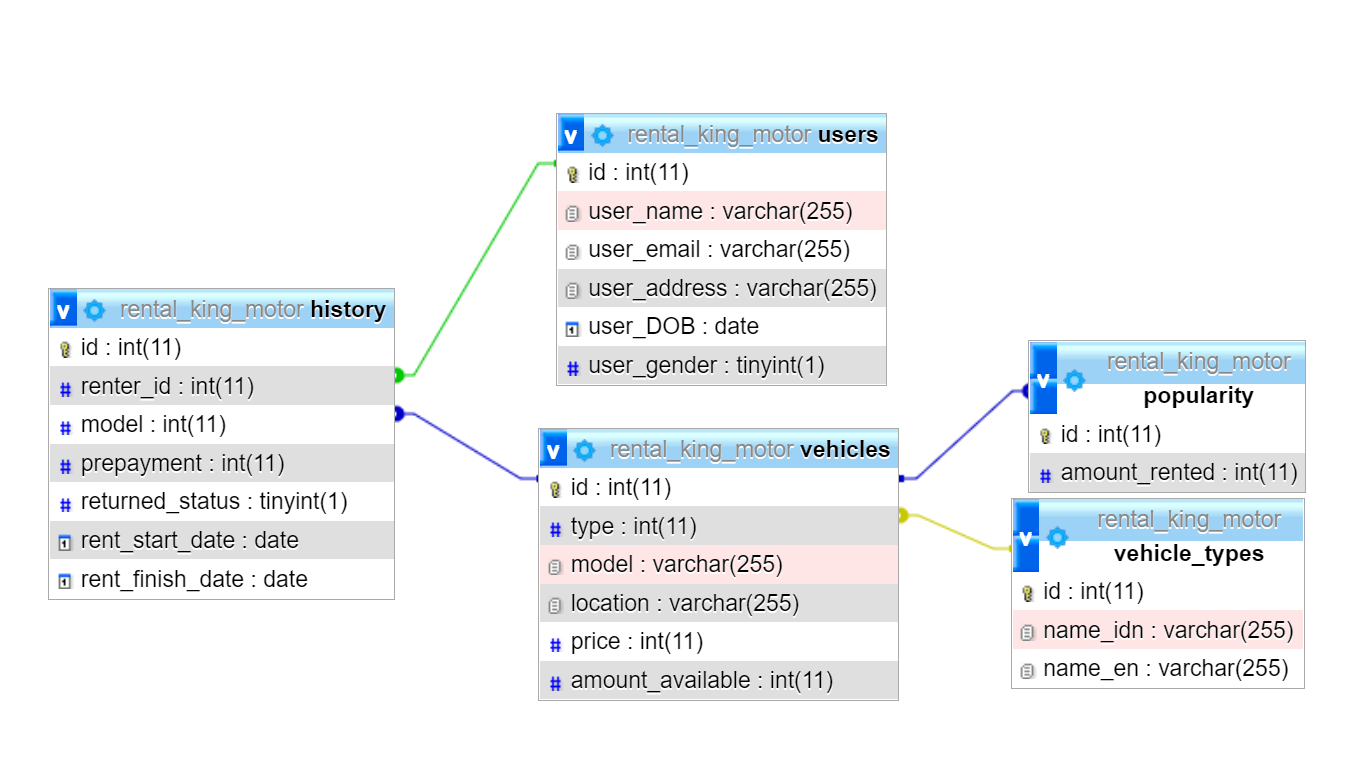 v rental_king_motor users
id : int(11)
user_name : varchar(255)
user_email : varchar(255)
user_address : varchar(255)
user_DOB : date
user_gender : tinyint(1)
v rental_king_motor history
id : int(11)
renter_id : int(11)
model : int(11)
prepayment : int(11)
returned_status : tinyint(1)
rent_start_date : date
rent_finish_date : date
v rental_king_motor vehicles
id : int(11)
type : int(11)
model : varchar(255)
location : varchar(255)
price : int(11)
amount_available : int(11)
v rental_king_motor
popularity
id : int(11)
# amount_rented : int(11)
v rental_king_motor
vehicle_types
id : int(11)
name_idn : varchar(255)
name_en : varchar(255)